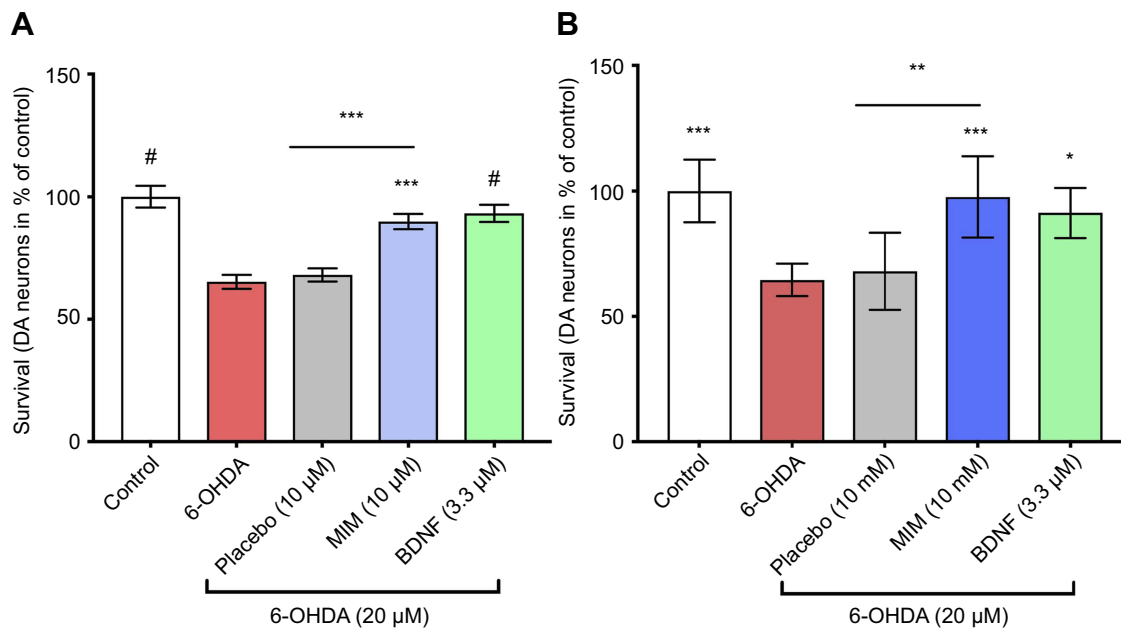 A
Survival (DA neurons in % of control)
150
100
50
0
#
***
***
#
Control
6-OHDA
Placebo (10 µM)
MIM (10 µM)
BDNF (3.3 µM)
6-OHDA (20 µM)
B
Survival (DA neurons in % of control)
150
100
50
0
***
**
***
*
Control
6-OHDA
Placebo (10 mM)
MIM (10 mM)
BDNF (3.3 µM)
6-OHDA (20 µM)